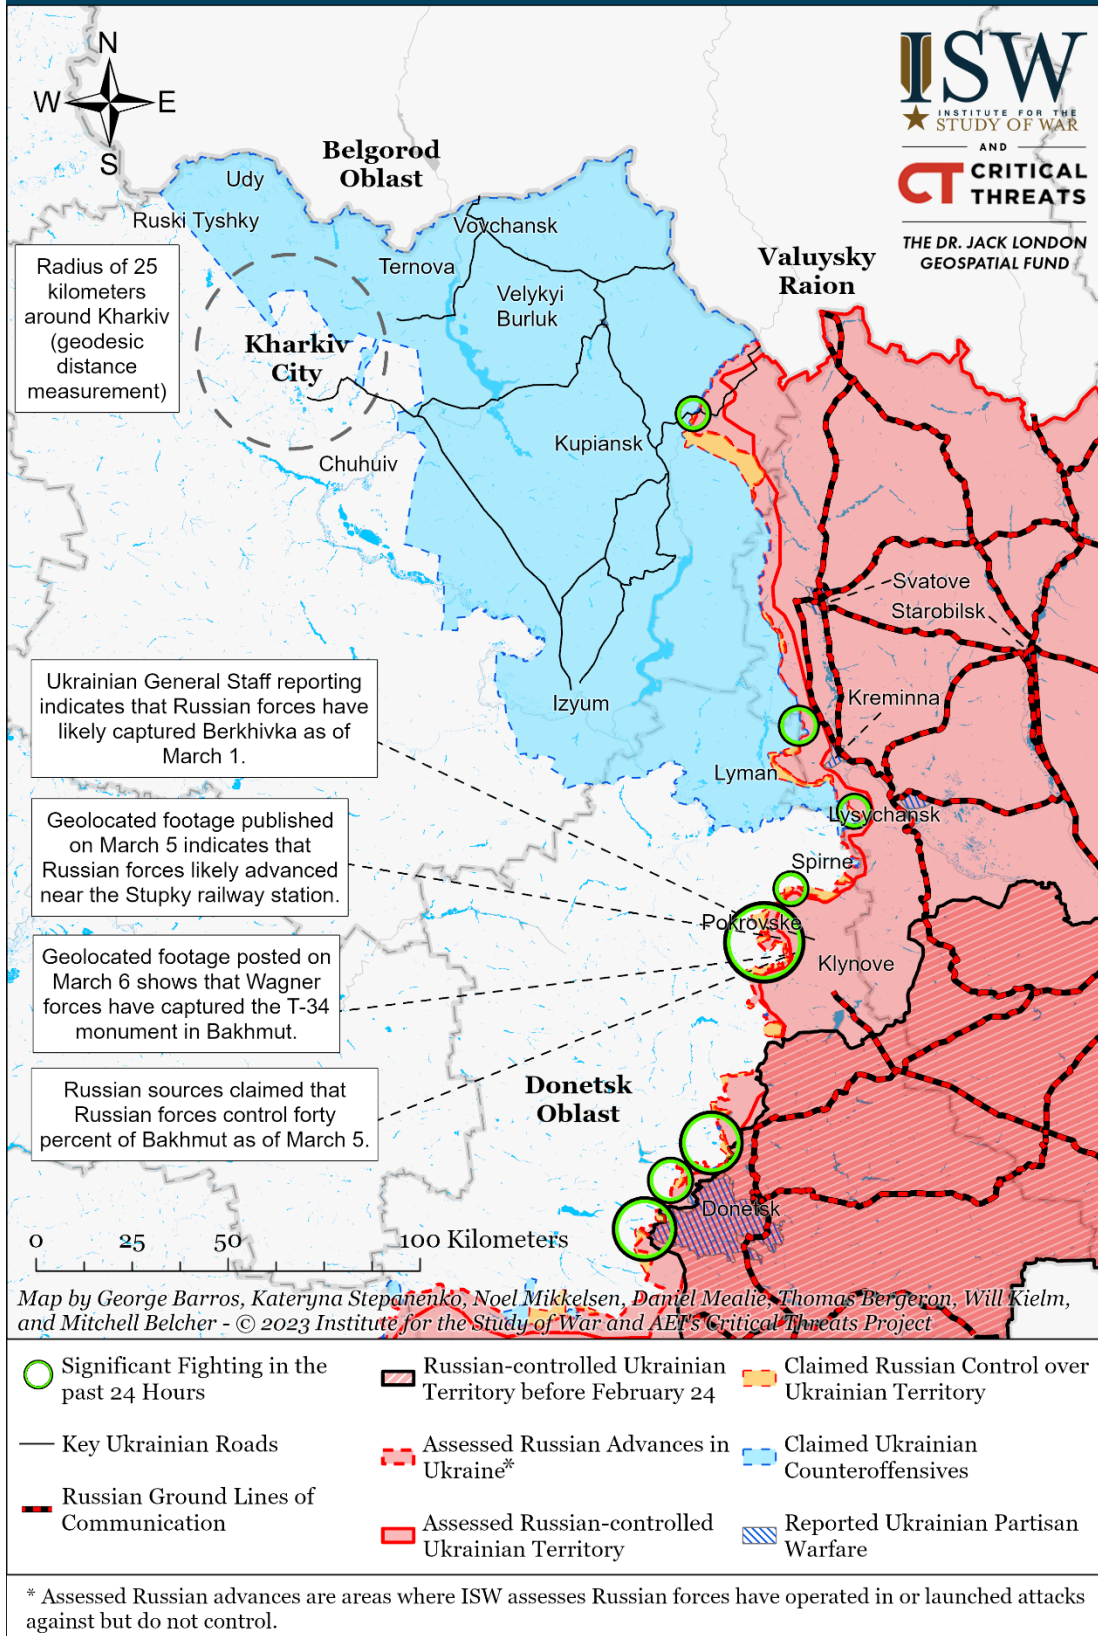 N
W
E
S
ISW
INSTITUTE FOR THE
STUDY OF WAR
AND
CT CRITICAL
THREATS
THE DR. JACK LONDON
GEOSPATIAL FUND
Belgorod
Oblast
Udy
Ruski Tyshky
Vovchansk
Ternova
Valuysky
Raion
Radius of 25
kilometers
around Kharkiv
(geodesic
distance
measurement)
Velykyi
Burluk
Kharkiv
City
Kupiansk
Chuhuiv
Svatove
Starobilsk
Ukrainian General Staff reporting
indicates that Russian forces have
likely captured Berkhivka as of
March 1.
Izyum
Kreminna
Lyman
Geolocated footage published
on March 5 indicates that
Russian forces likely advanced
near the Stupky railway station.
Lysychansk
Spirne
Pokrovske
Geolocated footage posted on
March 6 shows that Wagner
forces have captured the T-34
monument in Bakhmut.
Klynove
Russian sources claimed that
Russian forces control forty
percent of Bakhmut as of March 5.
Donetsk
Oblast
Donetsk
0 25 50 100 Kilometers
Map by George Barros, Kateryna Stepanenko, Noel Mikkelsen, Daniel Mealie, Thomas Bergeron, Will Kielm,
and Mitchell Belcher - © 2023 Institute for the Study of War and AEI's Critical Threats Project
Significant Fighting in the
past 24 Hours
Key Ukrainian Roads
Russian Ground Lines of
Communication
Russian-controlled Ukrainian
Territory before February 24
Assessed Russian Advances in
Ukraine*
Assessed Russian-controlled
Ukrainian Territory
Claimed Russian Control over
Ukrainian Territory
Claimed Ukrainian
Counteroffensives
Reported Ukrainian Partisan
Warfare
* Assessed Russian advances are areas where ISW assesses Russian forces have operated in or launched attacks
against but do not control.